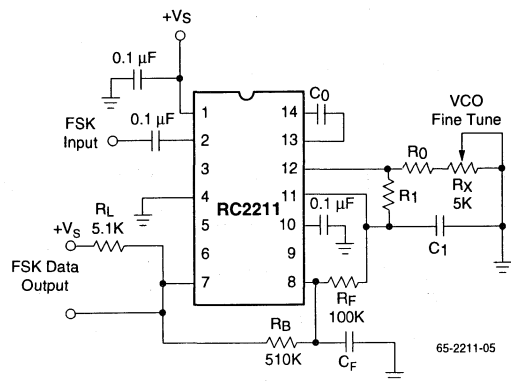 +VS
0.1 µF
0.1 µF
FSK
Input
1
2
3
4
5
6
7
14
13
12
11
10
9
8
RC2211
C0
VCO
Fine Tune
R0
RX
5K
R1
0.1 µF
C1
RL
5.1K
+VS
FSK Data
Output
RF
100K
RB
510K
CF
65-2211-05